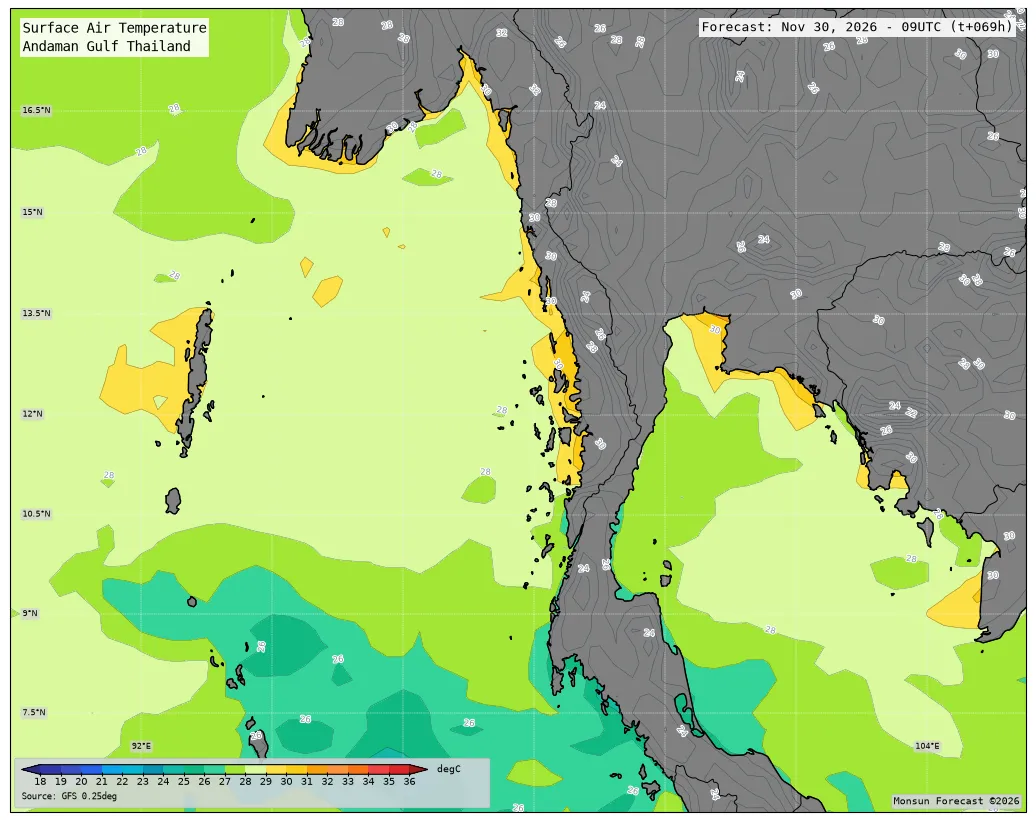 Surface Air Temperature
Andaman Gulf Thailand
Forecast: Nov 30, 2026 - 09UTC (t+069h)
16.5°N
15°N
13.5°N
12°N
10.5°N
9°N
7.5°N
92°E
104°E
degC
18 19 20 21 22 23 24 25 26 27 28 29 30 31 32 33 34 35 36
Source: GFS 0.25deg
Monsun Forecast ©2026